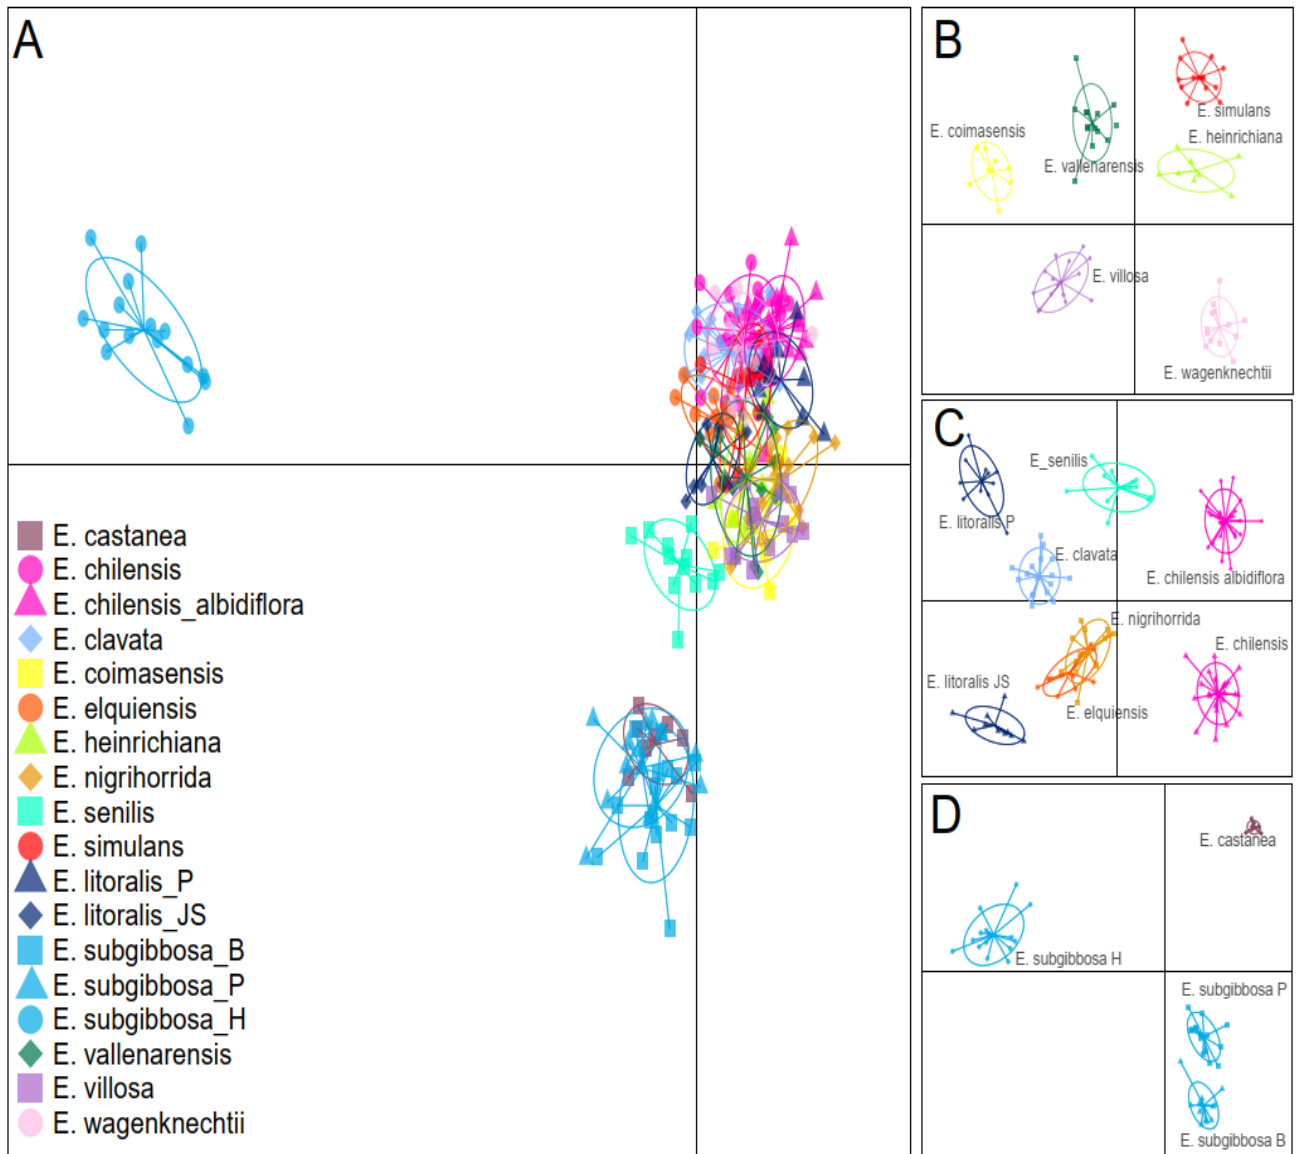 A
E. castanea
E. chilensis
E. chilensis_albidiflora
E. clavata
E. coimasensis
E. elquiensis
E. heinrichiana
E. nigrihorrida
E. senilis
E. simulans
E. litoralis_P
E. litoralis_JS
E. subgibbosa_B
E. subgibbosa_P
E. subgibbosa_H
E. vallenarensis
E. villosa
E. wagenknechtii
B
E. simulans
E. coimasensis
E. heinrichiana
E. vallenarensis
E. villosa
E. wagenknechtii
C
E_senilis
E. litoralis P
E. clavata
E. chilensis albidiflora
E. nigrihorrida
E. chilensis
E. litoralis JS
E. elquiensis
D
E. castanea
E. subgibbosa H
E. subgibbosa P
E. subgibbosa B